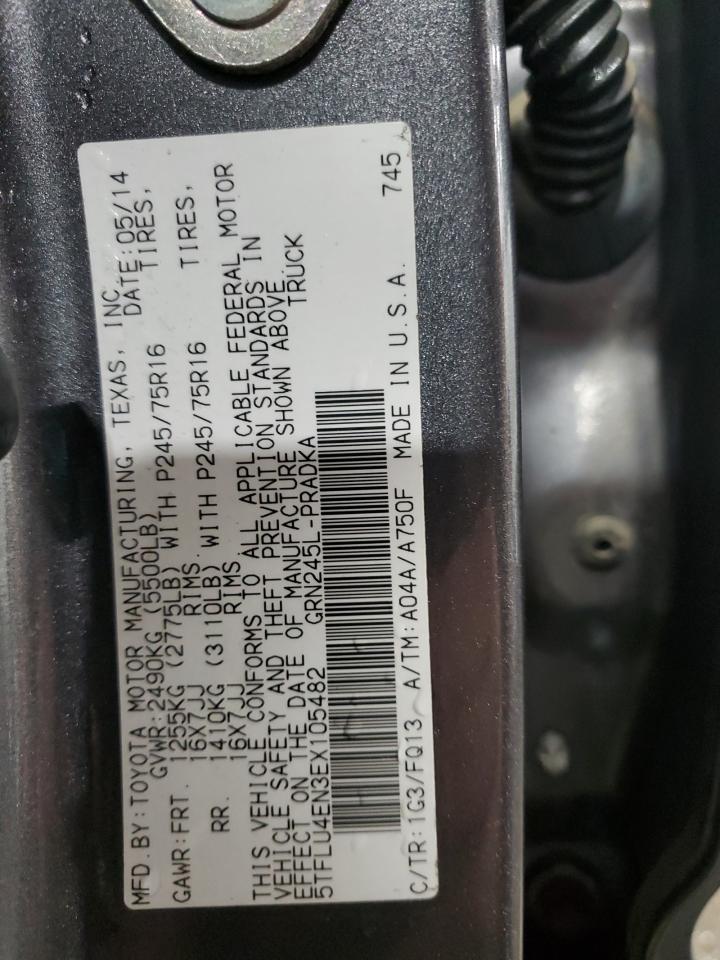 MFD.BY:TOYOTA MOTOR MANUFACTURING, TEXAS, INC. DATE:05/14
GVWR:2490KG (5500LB)
GAWR:FRT. 1255KG (2775LB) WITH P245/75R16 TIRES,
16X7JJ RIMS.
RR. 1410KG (3110LB) WITH P245/75R16 TIRES,
16X7JJ RIMS
THIS VEHICLE CONFORMS TO ALL APPLICABLE FEDERAL MOTOR
VEHICLE SAFETY AND THEFT PREVENTION STANDARDS IN
EFFECT ON THE DATE OF MANUFACTURE SHOWN ABOVE.
5TFLU4EN3EX105482 GRN245L-PRADKA TRUCK
C/TR:1G3/FQ13 A/TM:A04A/A750F MADE IN U.S.A. 745